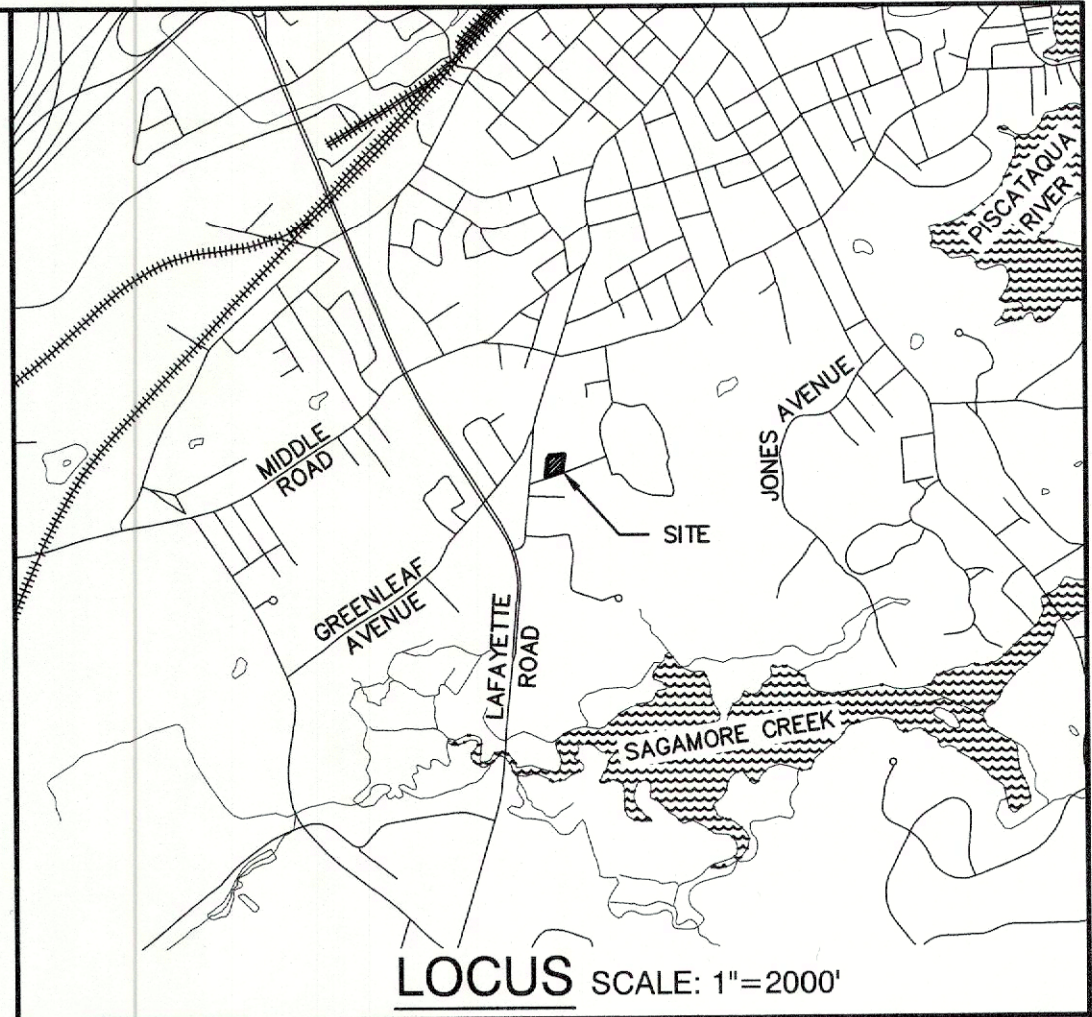 PISCATAQUA
RIVER
JONES AVENUE
MIDDLE
ROAD
SITE
GREENLEAF
AVENUE
LAFAYETTE
ROAD
SAGAMORE CREEK
LOCUS SCALE: 1"=2000'